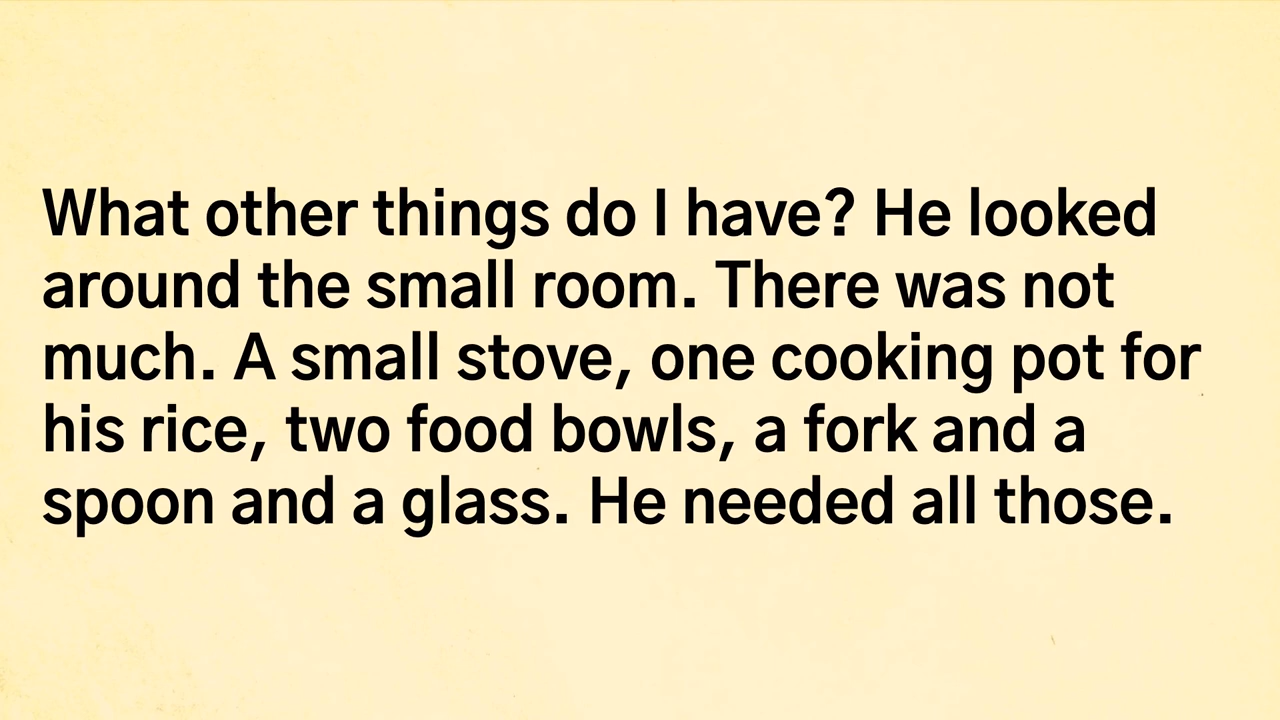 What other things do I have? He looked
around the small room. There was not
much. A small stove, one cooking pot for
his rice, two food bowls, a fork and a
spoon and a glass. He needed all those.